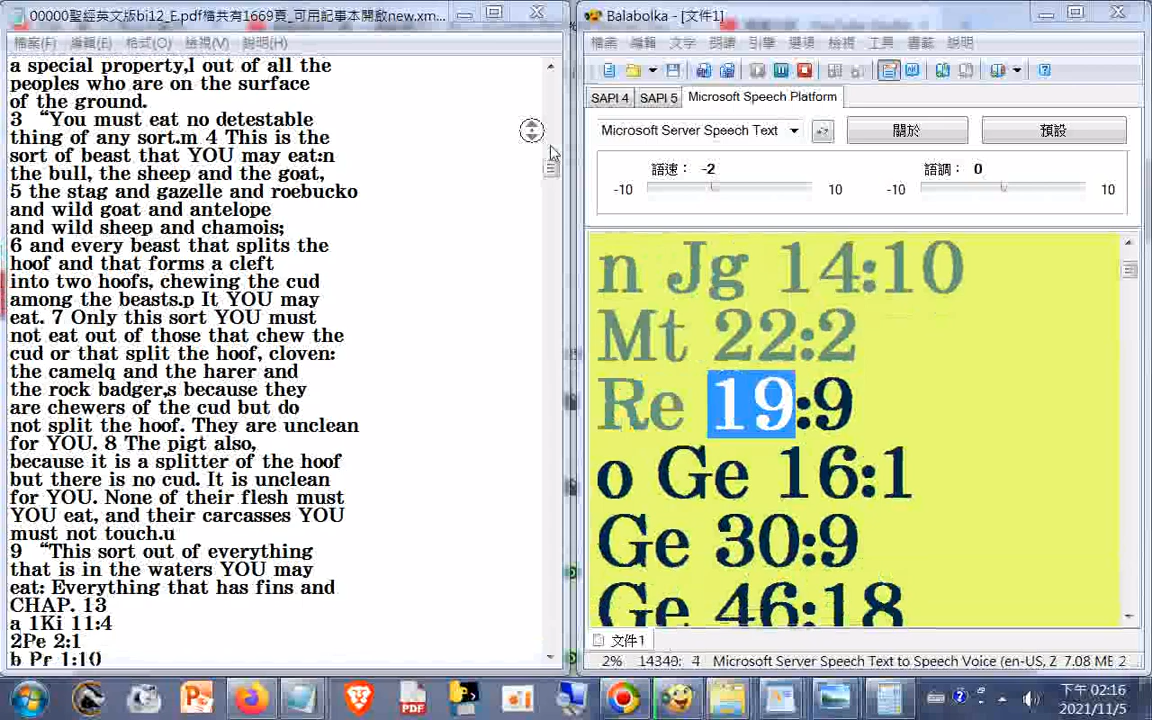 00000聖經英文版bi12_E.pdf檔共有1669頁_可用記事本開啟new.xm...
檔案(F) 編輯(E) 格式(O) 檢視(V) 說明(H)
a special property,l out of all the
peoples who are on the surface
of the ground.
3 “You must eat no detestable
thing of any sort.m 4 This is the
sort of beast that YOU may eat:n
the bull, the sheep and the goat,
5 the stag and gazelle and roebucko
and wild goat and antelope
and wild sheep and chamois;
6 and every beast that splits the
hoof and that forms a cleft
into two hoofs, chewing the cud
among the beasts.p It YOU may
eat. 7 Only this sort YOU must
not eat out of those that chew the
cud or that split the hoof, cloven:
the camelq and the harer and
the rock badger,s because they
are chewers of the cud but do
not split the hoof. They are unclean
for YOU. 8 The pigt also,
because it is a splitter of the hoof
but there is no cud. It is unclean
for YOU. None of their flesh must
YOU eat, and their carcasses YOU
must not touch.u
9 “This sort out of everything
that is in the waters YOU may
eat: Everything that has fins and
CHAP. 13
a 1Ki 11:4
2Pe 2:1
b Pr 1:10
Balabolka - [文件1]
檔案 編輯 文字 朗讀 引擎 選項 檢視 工具 書籤 說明
SAPI 4 SAPI 5 Microsoft Speech Platform
Microsoft Server Speech Text 關於 預設
語速： -2 語調： 0
-10 10 -10 10
n Jg 14:10
Mt 22:2
Re 19:9
o Ge 16:1
Ge 30:9
Ge 46:18
文件1
2% 14349: 4 Microsoft Server Speech Text to Speech Voice (en-US, Z 7.08 ME 2
PDF
下午 02:16
2021/11/5